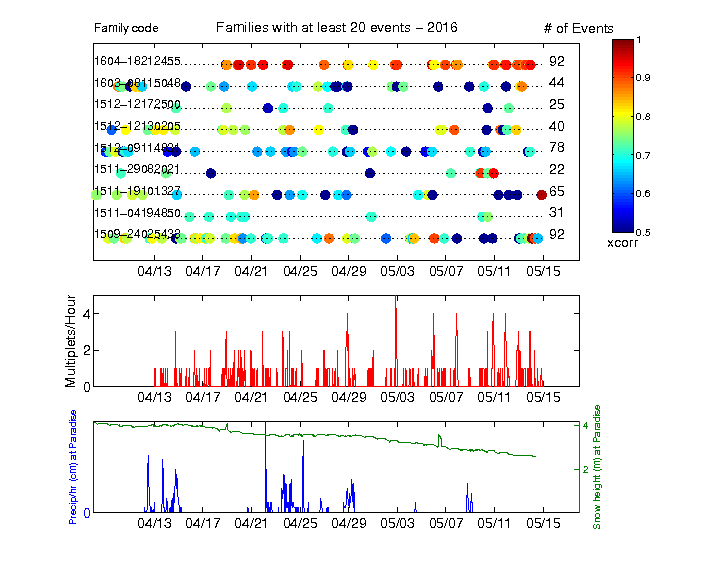 Family code Families with at least 20 events – 2016 # of Events
1604–18212455 92
1603–08115048 44
1512–12172500 25
1512–12130205 40
78
1511–29082021 22
1511–19101327 65
1511–04194850 31
1509–24025433 92
1
0.9
0.8
0.7
0.6
0.5
xcorr
04/13 04/17 04/21 04/25 04/29 05/03 05/07 05/11 05/15
Multiplets/Hour
4
2
0
04/13 04/17 04/21 04/25 04/29 05/03 05/07 05/11 05/15
Precip/hr (cm) at Paradise
0
4
2
Snow height (m) at Paradise
04/13 04/17 04/21 04/25 04/29 05/03 05/07 05/11 05/15